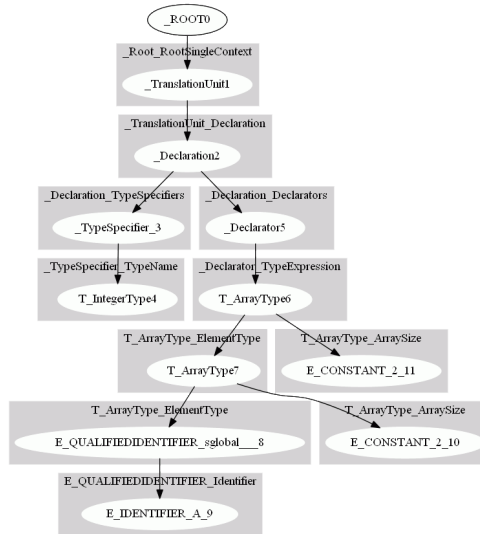 _ROOT0
_Root_RootSingleContext
_TranslationUnit1
_TranslationUnit_Declaration
_Declaration2
_Declaration_TypeSpecifiers
_Declaration_Declarators
_TypeSpecifier_3
_Declarator5
_TypeSpecifier_TypeName
_Declarator_TypeExpression
T_IntegerType4
T_ArrayType6
T_ArrayType_ElementType
T_ArrayType_ArraySize
T_ArrayType7
E_CONSTANT_2_11
T_ArrayType_ElementType
T_ArrayType_ArraySize
E_QUALIFIEDIDENTIFIER_sglobal___8
E_CONSTANT_2_10
E_QUALIFIEDIDENTIFIER_Identifier
E_IDENTIFIER_A_9